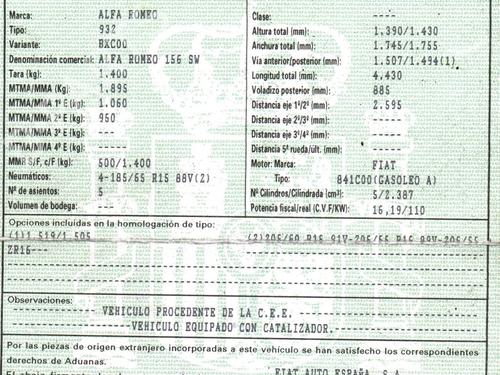 Marca: ALFA ROMEO
Tipo: 932
Variante: BXC00
Denominación comercial: ALFA ROMEO 156 SW
Tara (kg): 1.400
MTMA/MMA (Kg): 1.895
MTMA/MMA 1º E (kg): 1.060
MTMA/MMA 2º E (kg): 950
MTMA/MMA 3º E (kg): ---
MTMA/MMA 4º E (kg): ----
MMR S/F, c/F (kg): 500/1.400
Neumáticos: 4-185/65 R15 88V(2)
Nº de asientos: 5
Volumen de bodega: ---
Clase: ----
Altura total (mm): 1.390/1.430
Anchura total (mm): 1.745/1.755
Vía anterior/posterior (mm): 1.507/1.494(1)
Longitud total (mm): 4.430
Voladizo posterior (mm): 885
Distancia eje 1º/2º (mm): 2.595
Distancia eje 2º/3º (mm): ----
Distancia eje 3º/4º (mm): ----
Distancia 5ª rueda/últ. (mm): ----
Motor: Marca: FIAT
Tipo: 841C00(GASOLEO A)
Nº Cilindros/Cilindrada (cm³): 5/2.387
Potencia fiscal/real (C.V.F/KW): 16,19/110
Opciones incluidas en la homologación de tipo:
(1)1.519/1.505 (2)205/60 R15 91V-205/55 R16 99V-205/55
ZR16---
Observaciones:
VEHICULO PROCEDENTE DE LA C.E.E.
VEHICULO EQUIPADO CON CATALIZADOR.
Por las piezas de origen extranjero incorporadas a este vehículo se han satisfecho los correspondientes
derechos de Aduanas.
FIAT AUTO ESPAÑA, S.A.